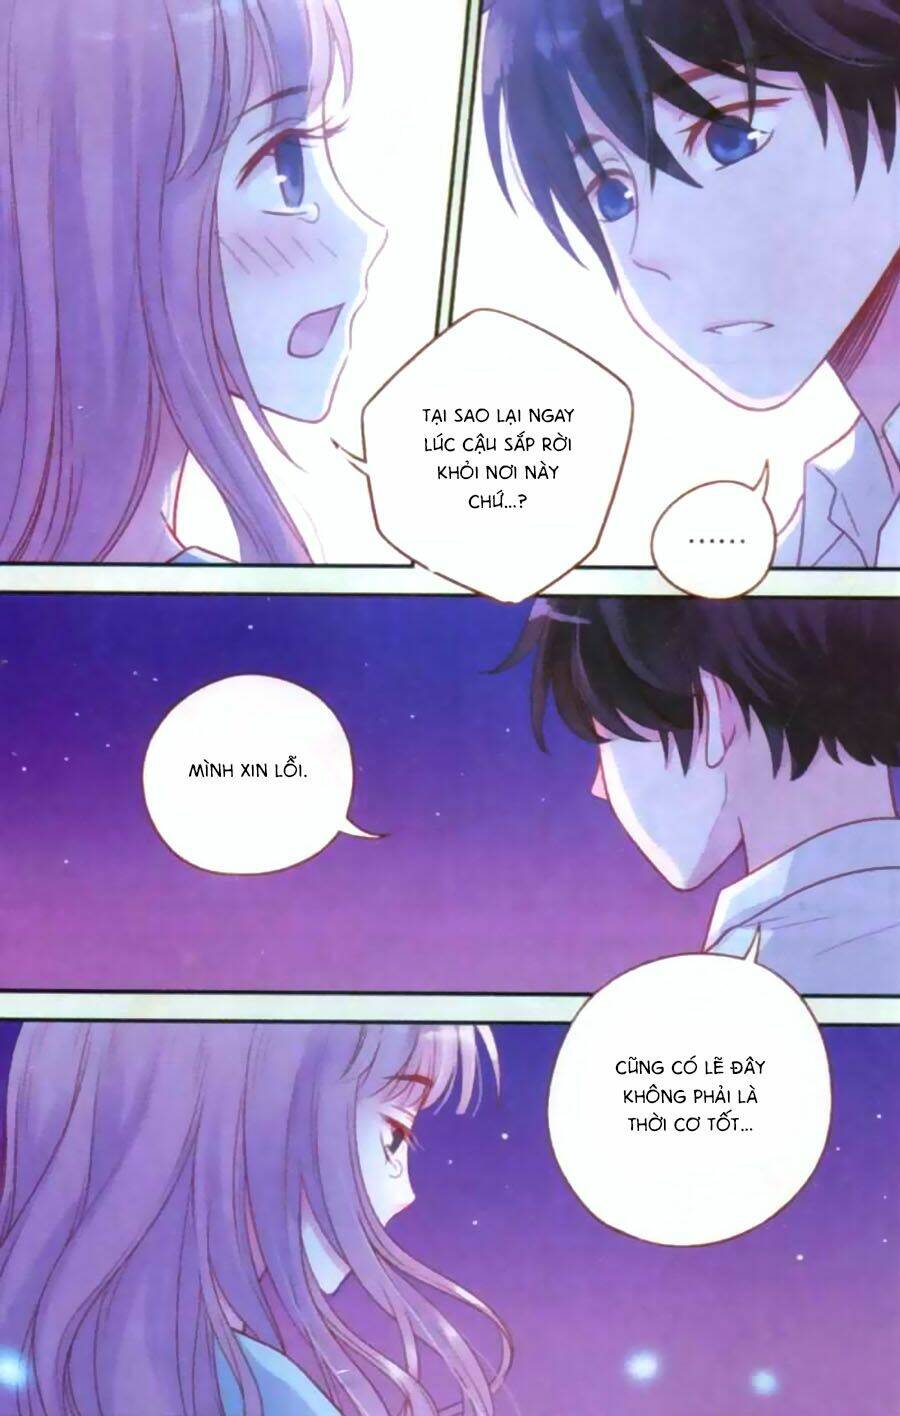 TẠI SAO LẠI NGAY
LÚC CẬU SẮP RỜI
KHỎI NƠI NÀY
CHỨ...?
......
MÌNH XIN LỖI.
CŨNG CÓ LẼ ĐÂY
KHÔNG PHẢI LÀ
THỜI CƠ TỐT...